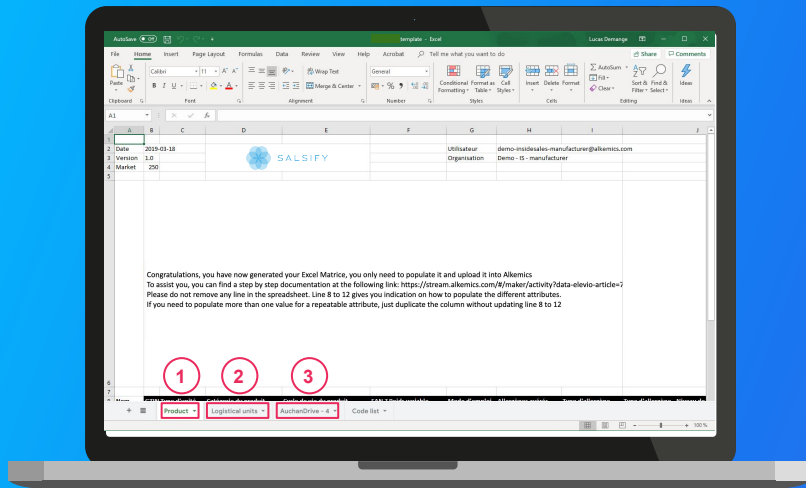 AutoSave Off
template - Excel
Lucas Demange
File Home Insert Page Layout Formulas Data Review View Help Acrobat Tell me what you want to do
Share Comments
Paste
Calibri 11
B I U
Wrap Text
Merge & Center
General
Conditional Formatting
Format as Table
Cell Styles
Insert Delete Format
AutoSum
Fill
Clear
Sort & Filter
Find & Select
Ideas
Clipboard Font Alignment Number Styles Cells Editing Ideas
A1 fx
A B C D E F G H I J
1
2 Date 2019-03-18 Utilisateur demo-insidesales-manufacturer@alkemics.com
3 Version 1.0 SALSIFY Organisation Demo - IS - manufacturer
4 Market 250
5
Congratulations, you have now generated your Excel Matrice, you only need to populate it and upload it into Alkemics
To assist you, you can find a step by step documentation at the following link: https://stream.alkemics.com/#/maker/activity?data-elevio-article=7
Please do not remove any line in the spreadsheet. Line 8 to 12 gives you indication on how to populate the different attributes.
If you need to populate more than one value for a repeatable attribute, just duplicate the column without updating line 8 to 12
6
1 2 3
7
Product Logistical units AuchanDrive - 4 Code list
100 %